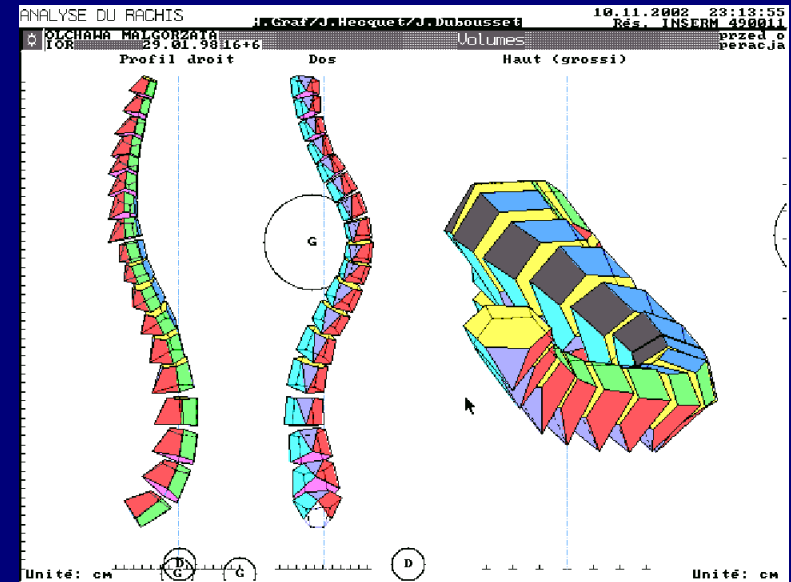 ANALYSE DU RACHIS
J.Graf/J.Hecquet/J.Dubousset
10.11.2002 23:13:55
Rés. INSERM 490011
OLCHAWA MALGORZATA
IOR 29.01.98 16+6
Volumes
przed o
peracja
Profil droit
Dos
Haut (grossi)
G
D
G
G
D
Unité: cm
Unité: cm